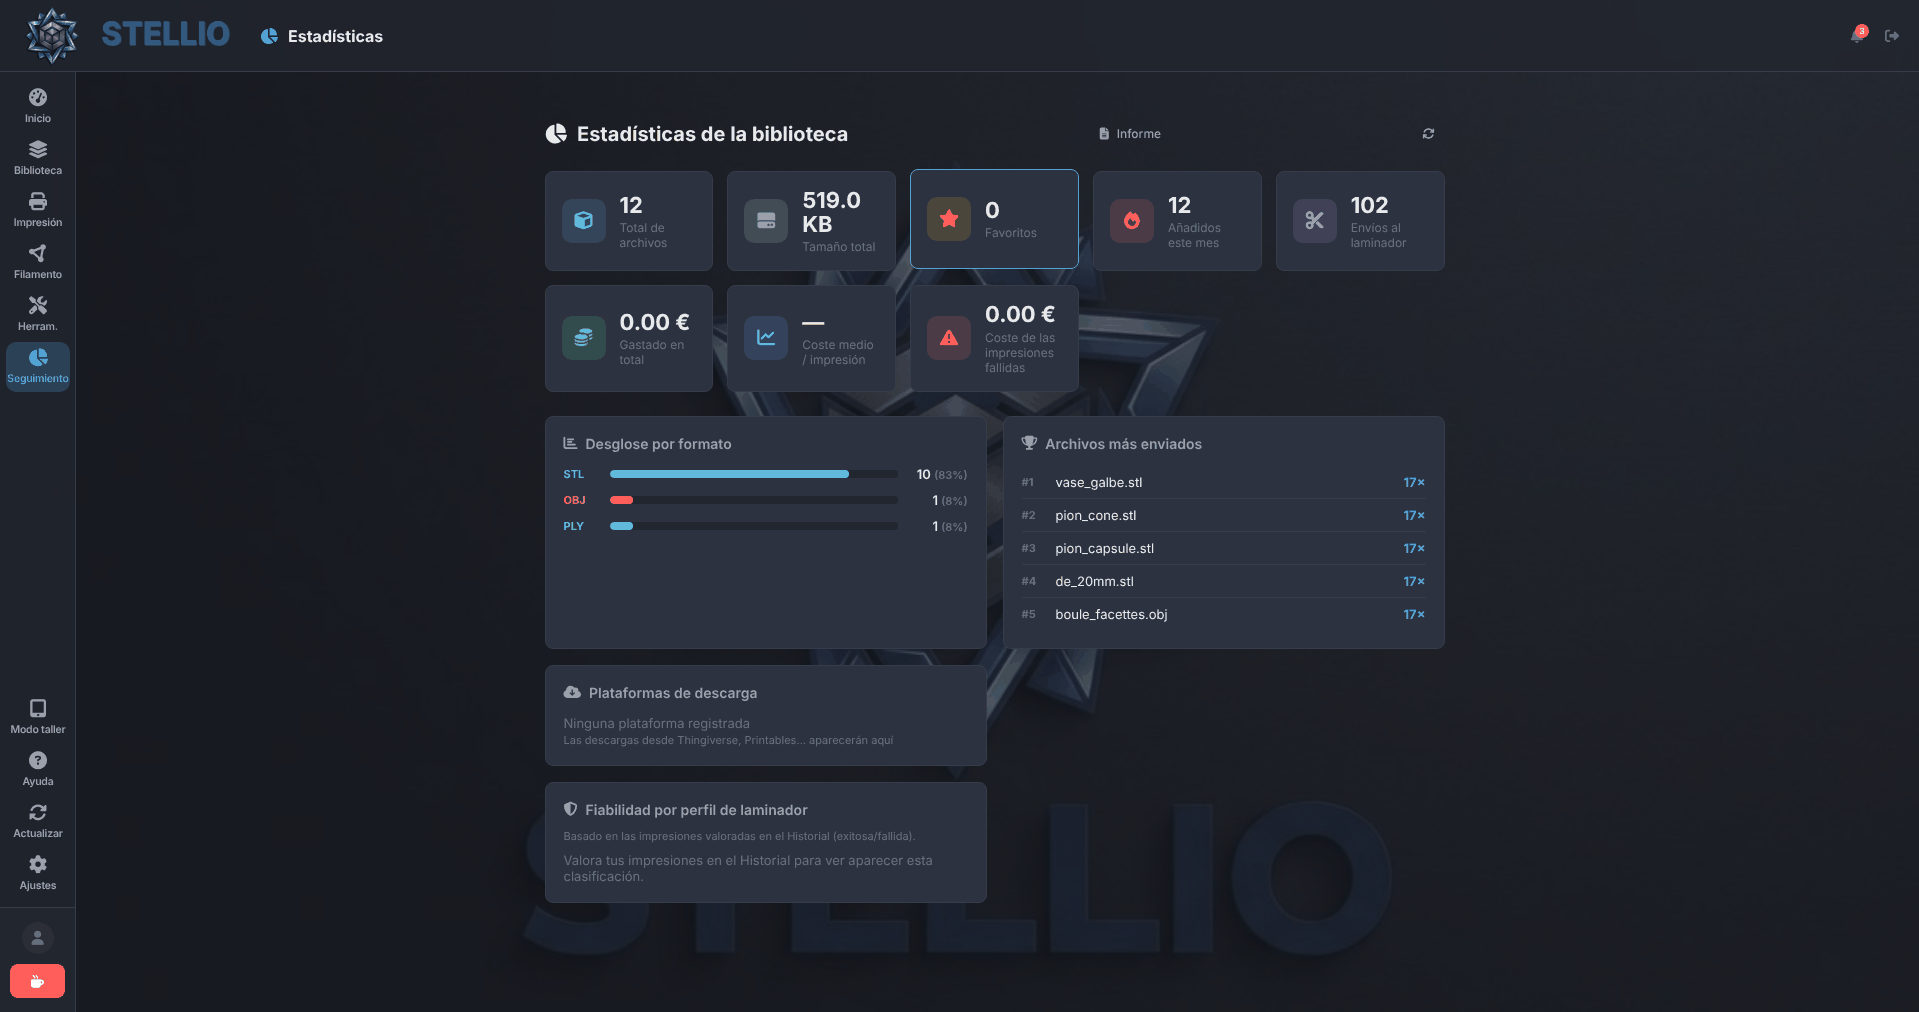 STELLIO
Estadísticas
3
Inicio
Biblioteca
Impresión
Filamento
Herram.
Seguimiento
Modo taller
Ayuda
Actualizar
Ajustes
Estadísticas de la biblioteca
Informe
12
Total de
archivos
519.0
KB
Tamaño total
0
Favoritos
12
Añadidos
este mes
102
Envíos al
laminador
0.00 €
Gastado en
total
—
Coste medio
/ impresión
0.00 €
Coste de las
impresiones
fallidas
Desglose por formato
STL 10 (83%)
OBJ 1 (8%)
PLY 1 (8%)
Archivos más enviados
#1 vase_galbe.stl 17×
#2 pion_cone.stl 17×
#3 pion_capsule.stl 17×
#4 de_20mm.stl 17×
#5 boule_facettes.obj 17×
Plataformas de descarga
Ninguna plataforma registrada
Las descargas desde Thingiverse, Printables... aparecerán aquí
Fiabilidad por perfil de laminador
Basado en las impresiones valoradas en el Historial (exitosa/fallida).
Valora tus impresiones en el Historial para ver aparecer esta
clasificación.
STELLIO